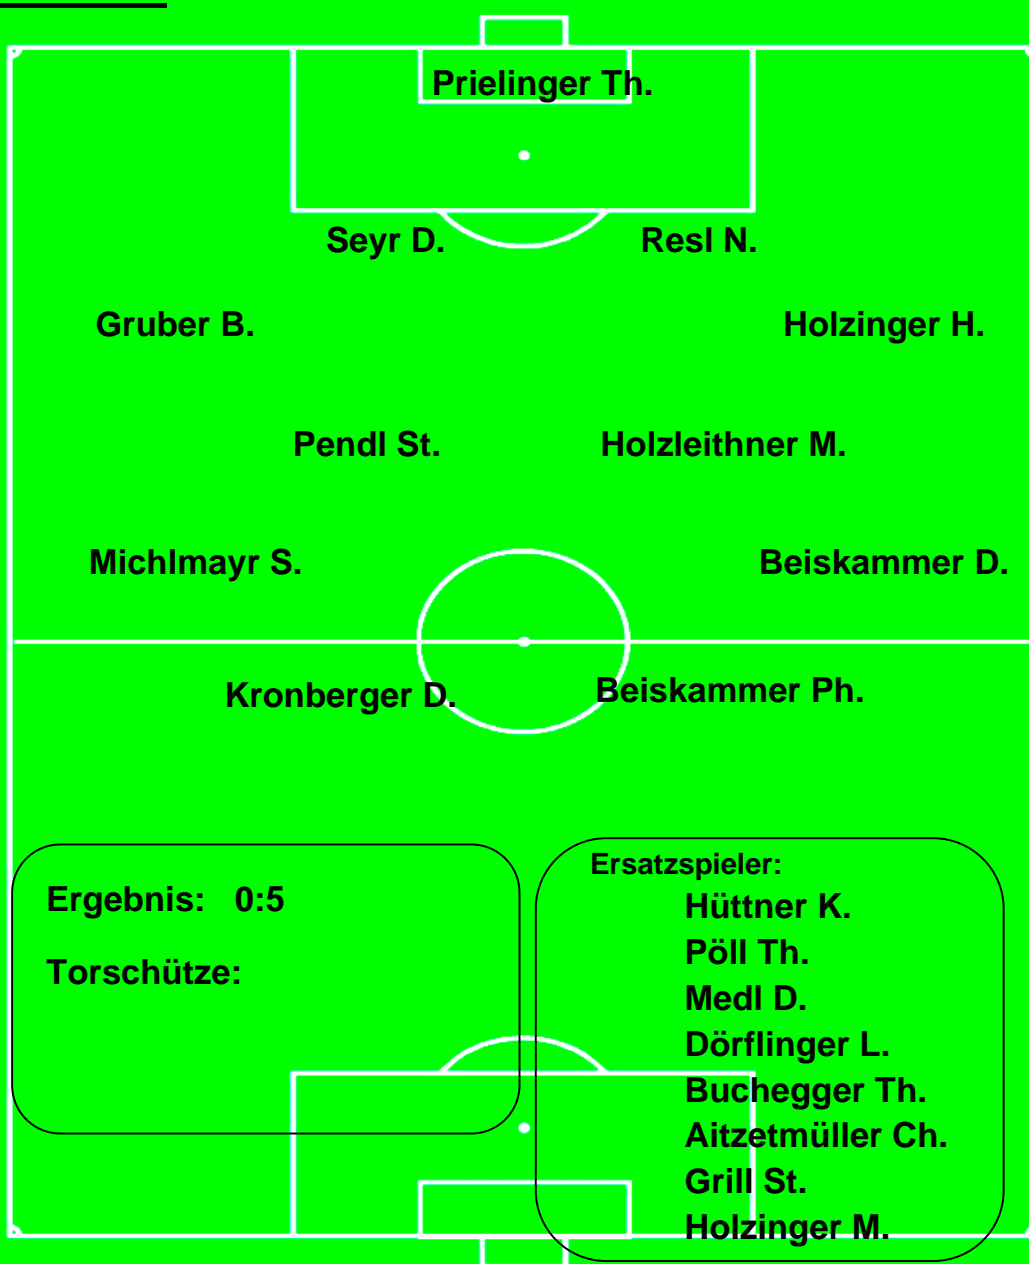 Prielinger Th.
Seyr D. Resl N.
Gruber B. Holzinger H.
Pendl St. Holzleithner M.
Michlmayr S. Beiskammer D.
Kronberger D. Beiskammer Ph.
Ergebnis: 0:5
Torschütze:
Ersatzspieler:
Hüttner K.
Pöll Th.
Medl D.
Dörflinger L.
Buchegger Th.
Aitzetmüller Ch.
Grill St.
Holzinger M.